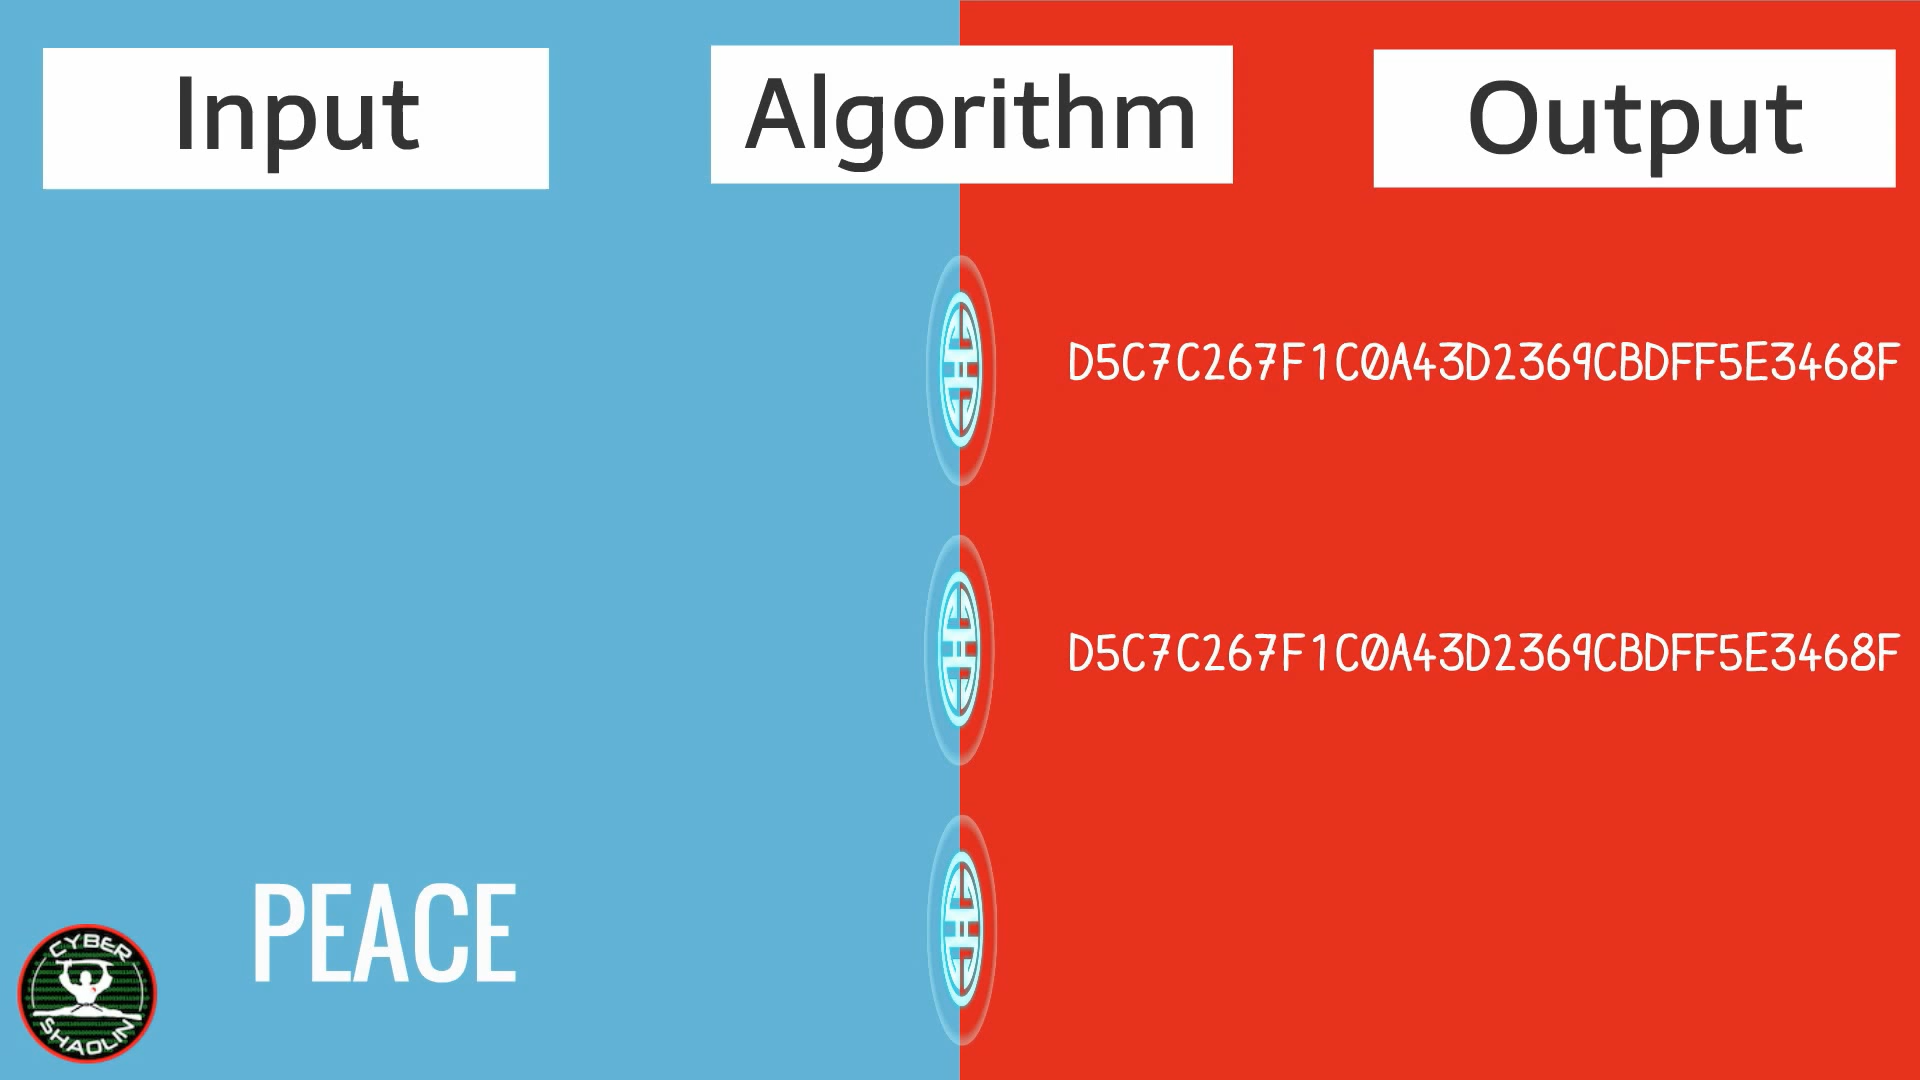 Input
Algorithm
Output
D5C7C267F1C0A43D2369CBDFF5E3468F
D5C7C267F1C0A43D2369CBDFF5E3468F
PEACE
CYBER
SHAOLIN